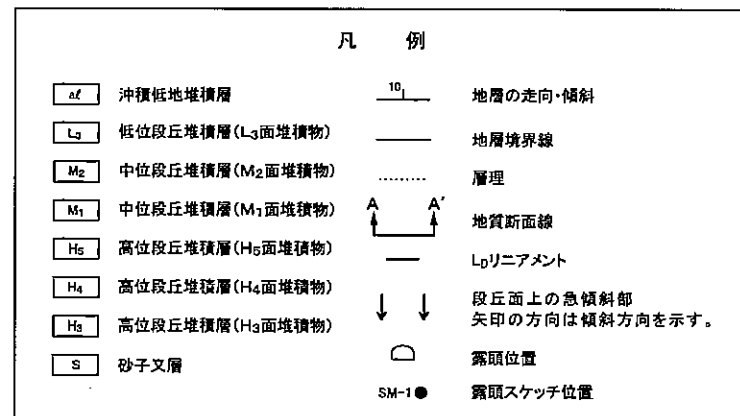 凡 例
aℓ 沖積低地堆積層
L3 低位段丘堆積層(L3面堆積物)
M2 中位段丘堆積層(M2面堆積物)
M1 中位段丘堆積層(M1面堆積物)
H5 高位段丘堆積層(H5面堆積物)
H4 高位段丘堆積層(H4面堆積物)
H3 高位段丘堆積層(H3面堆積物)
S 砂子又層
10 地層の走向・傾斜
地層境界線
層理
A A′ 地質断面線
LDリニアメント
段丘面上の急傾斜部
矢印の方向は傾斜方向を示す。
露頭位置
SM-1 露頭スケッチ位置